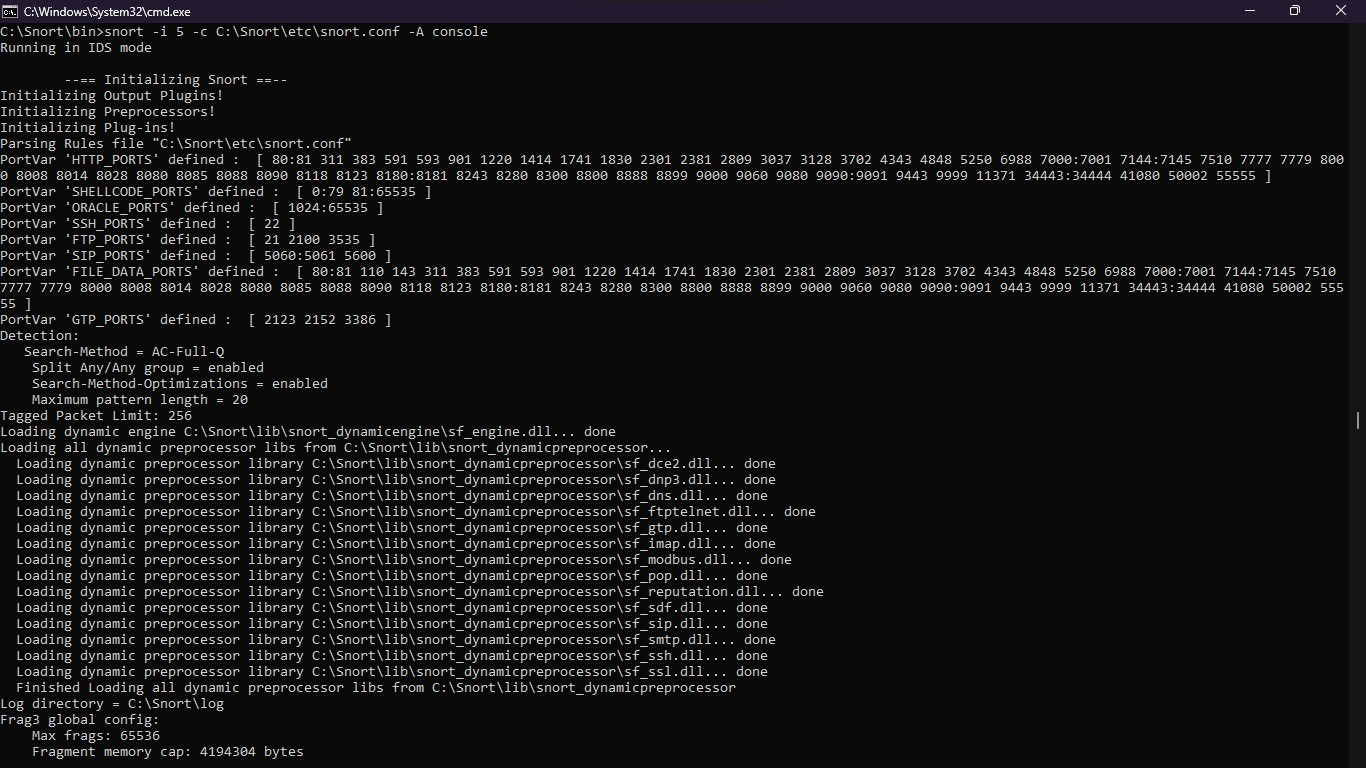 C:\Windows\System32\cmd.exe
C:\Snort\bin>snort -i 5 -c C:\Snort\etc\snort.conf -A console
Running in IDS mode
--== Initializing Snort ==--
Initializing Output Plugins!
Initializing Preprocessors!
Initializing Plug-ins!
Parsing Rules file "C:\Snort\etc\snort.conf"
PortVar 'HTTP_PORTS' defined :  [ 80:81 311 383 591 593 901 1220 1414 1741 1830 2301 2381 2809 3037 3128 3702 4343 4848 5250 6988 7000:7001 7144:7145 7510 7777 7779 800
0 8008 8014 8028 8080 8085 8088 8090 8118 8123 8180:8181 8243 8280 8300 8800 8888 8899 9000 9060 9080 9090:9091 9443 9999 11371 34443:34444 41080 50002 55555 ]
PortVar 'SHELLCODE_PORTS' defined :  [ 0:79 81:65535 ]
PortVar 'ORACLE_PORTS' defined :  [ 1024:65535 ]
PortVar 'SSH_PORTS' defined :  [ 22 ]
PortVar 'FTP_PORTS' defined :  [ 21 2100 3535 ]
PortVar 'SIP_PORTS' defined :  [ 5060:5061 5600 ]
PortVar 'FILE_DATA_PORTS' defined :  [ 80:81 110 143 311 383 591 593 901 1220 1414 1741 1830 2301 2381 2809 3037 3128 3702 4343 4848 5250 6988 7000:7001 7144:7145 7510
7777 7779 8000 8008 8014 8028 8080 8085 8088 8090 8118 8123 8180:8181 8243 8280 8300 8800 8888 8899 9000 9060 9080 9090:9091 9443 9999 11371 34443:34444 41080 50002 555
55 ]
PortVar 'GTP_PORTS' defined :  [ 2123 2152 3386 ]
Detection:
Search-Method = AC-Full-Q
Split Any/Any group = enabled
Search-Method-Optimizations = enabled
Maximum pattern length = 20
Tagged Packet Limit: 256
Loading dynamic engine C:\Snort\lib\snort_dynamicengine\sf_engine.dll... done
Loading all dynamic preprocessor libs from C:\Snort\lib\snort_dynamicpreprocessor...
Loading dynamic preprocessor library C:\Snort\lib\snort_dynamicpreprocessor\sf_dce2.dll... done
Loading dynamic preprocessor library C:\Snort\lib\snort_dynamicpreprocessor\sf_dnp3.dll... done
Loading dynamic preprocessor library C:\Snort\lib\snort_dynamicpreprocessor\sf_dns.dll... done
Loading dynamic preprocessor library C:\Snort\lib\snort_dynamicpreprocessor\sf_ftptelnet.dll... done
Loading dynamic preprocessor library C:\Snort\lib\snort_dynamicpreprocessor\sf_gtp.dll... done
Loading dynamic preprocessor library C:\Snort\lib\snort_dynamicpreprocessor\sf_imap.dll... done
Loading dynamic preprocessor library C:\Snort\lib\snort_dynamicpreprocessor\sf_modbus.dll... done
Loading dynamic preprocessor library C:\Snort\lib\snort_dynamicpreprocessor\sf_pop.dll... done
Loading dynamic preprocessor library C:\Snort\lib\snort_dynamicpreprocessor\sf_reputation.dll... done
Loading dynamic preprocessor library C:\Snort\lib\snort_dynamicpreprocessor\sf_sdf.dll... done
Loading dynamic preprocessor library C:\Snort\lib\snort_dynamicpreprocessor\sf_sip.dll... done
Loading dynamic preprocessor library C:\Snort\lib\snort_dynamicpreprocessor\sf_smtp.dll... done
Loading dynamic preprocessor library C:\Snort\lib\snort_dynamicpreprocessor\sf_ssh.dll... done
Loading dynamic preprocessor library C:\Snort\lib\snort_dynamicpreprocessor\sf_ssl.dll... done
Finished Loading all dynamic preprocessor libs from C:\Snort\lib\snort_dynamicpreprocessor
Log directory = C:\Snort\log
Frag3 global config:
Max frags: 65536
Fragment memory cap: 4194304 bytes